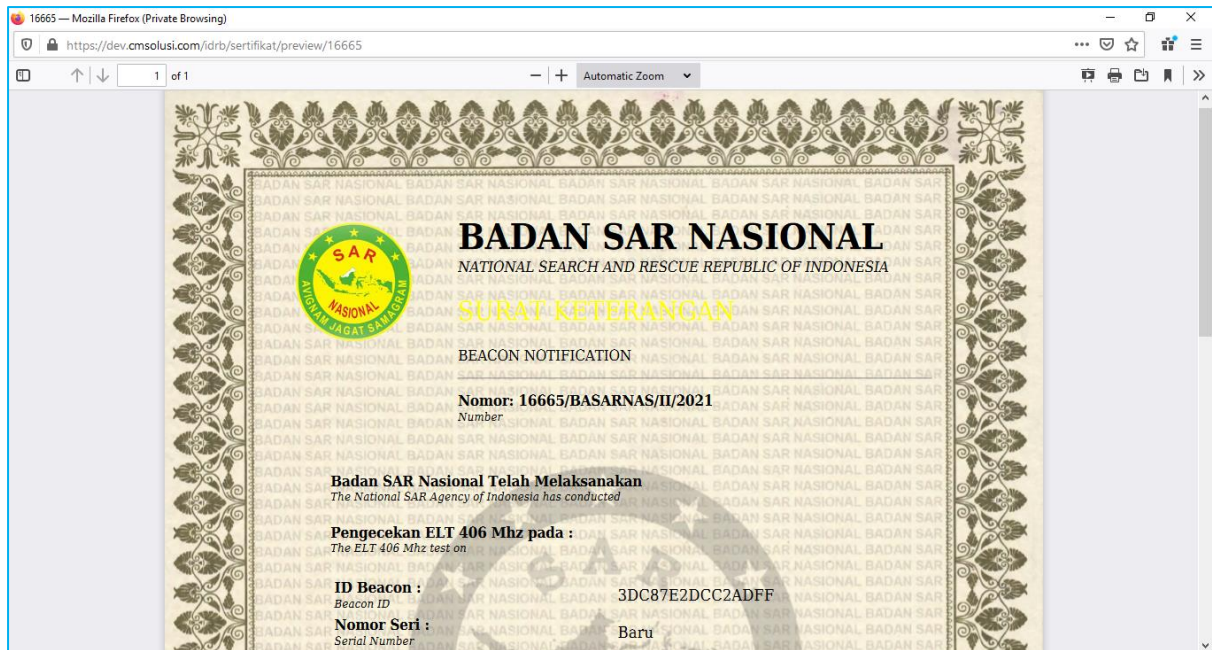 16665 — Mozilla Firefox (Private Browsing)
https://dev.cmsolusi.com/idrb/sertifikat/preview/16665
1 of 1
Automatic Zoom
BADAN SAR NASIONAL
NATIONAL SEARCH AND RESCUE REPUBLIC OF INDONESIA
SAR
NASIONAL
AVIGNAM JAGAT SAMAGRAM
SURAT KETERANGAN
BEACON NOTIFICATION
Nomor: 16665/BASARNAS/II/2021
Number
Badan SAR Nasional Telah Melaksanakan
The National SAR Agency of Indonesia has conducted
Pengecekan ELT 406 Mhz pada :
The ELT 406 Mhz test on
ID Beacon :
Beacon ID
3DC87E2DCC2ADFF
Nomor Seri :
Serial Number
Baru